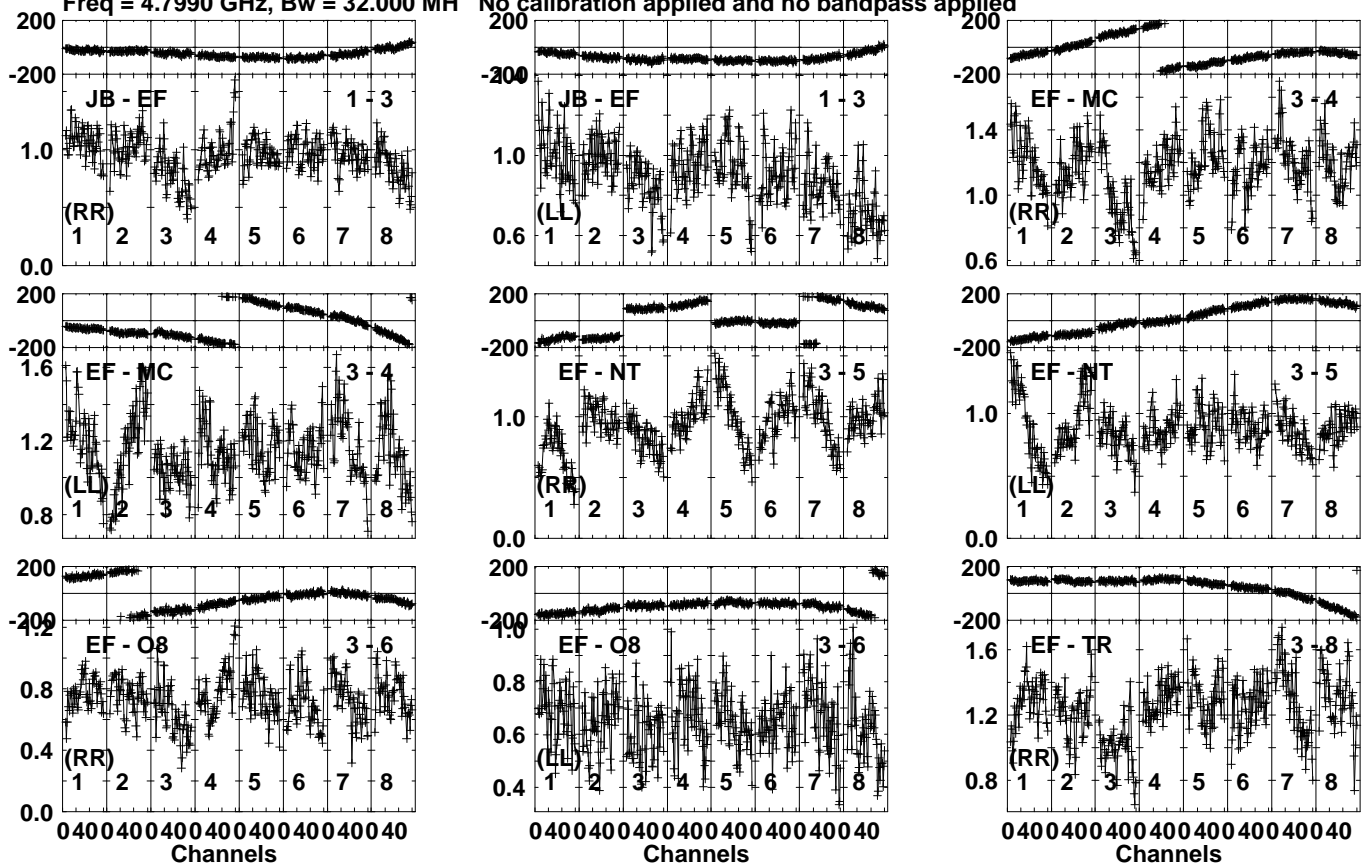 Freq = 4.7990 GHz, Bw = 32.000 MH No calibration applied and no bandpass applied
200
-200
JB - EF 1 - 3
1.0
(RR)
1 2 3 4 5 6 7 8
0.0
200
-200
1.4
JB - EF 1 - 3
1.0
(LL)
0.6
1 2 3 4 5 6 7 8
200
-200
EF - MC 3 - 4
1.4
1.0
(RR)
1 2 3 4 5 6 7 8
0.6
200
-200
1.6
EF - MC 3 - 4
1.2
(LL)
1 2 3 4 5 6 7 8
0.8
200
-200
EF - NT 3 - 5
1.0
(RR)
1 2 3 4 5 6 7 8
0.0
200
-200
EF - NT 3 - 5
1.0
(LL)
1 2 3 4 5 6 7 8
0.0
200
-200
1.2
EF - O8 3 - 6
0.8
0.4
(RR)
1 2 3 4 5 6 7 8
0.0
0 40 0 40 0 40 0 40 0 40 0 40 0 40 0 40
Channels
200
-200
1.0
EF - O8 3 - 6
0.8
0.6
(LL)
1 2 3 4 5 6 7 8
0.4
0 40 0 40 0 40 0 40 0 40 0 40 0 40 0 40
Channels
200
-200
EF - TR 3 - 8
1.6
1.2
(RR)
1 2 3 4 5 6 7 8
0.8
0 40 0 40 0 40 0 40 0 40 0 40 0 40 0 40
Channels